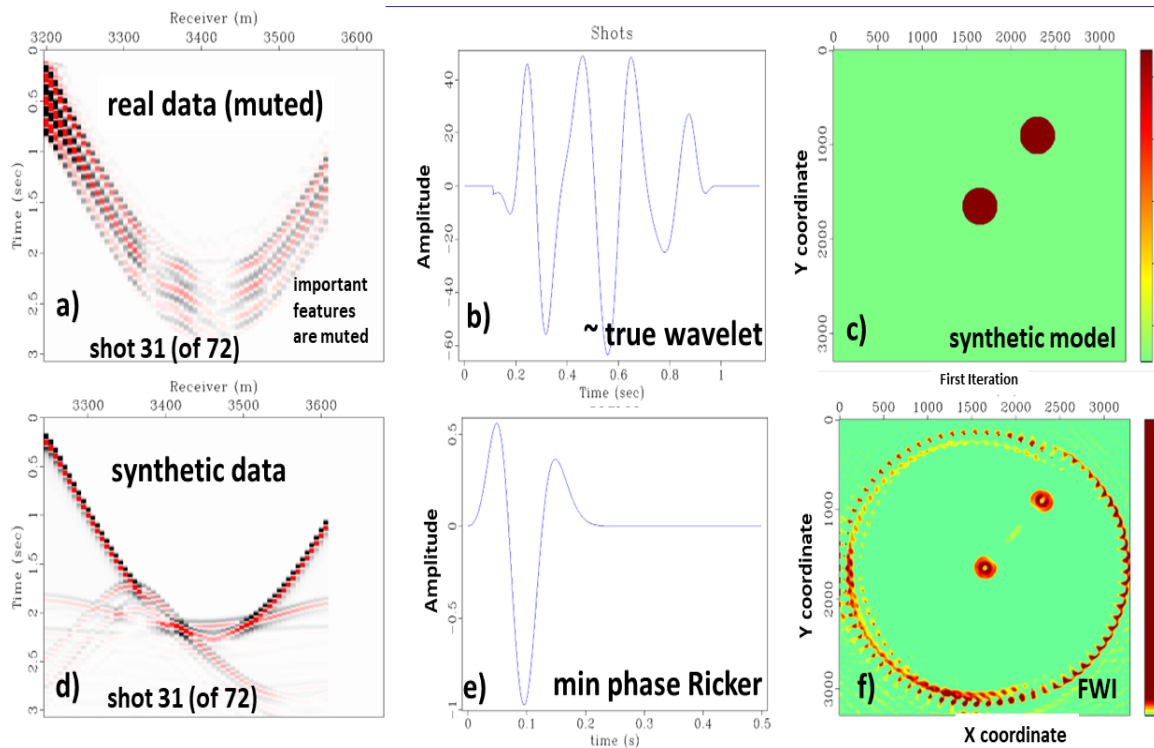 Receiver (m)
3200 3300 3400 3500 3600
0 0.5 1 1.5 2 2.5 3
Time (sec)
real data (muted)
important
features
are muted
a)
shot 31 (of 72)
Shots
40 20 0 -20 -40 -60
Amplitude
b)
~ true wavelet
0 0.2 0.4 0.6 0.8 1
Time (sec)
0 500 1000 1500 2000 2500 3000
0 1000 2000 3000
Y coordinate
c)
synthetic model
Receiver (m)
3300 3400 3500 3600
0 0.5 1 1.5 2 2.5 3
Time (sec)
synthetic data
d)
shot 31 (of 72)
0.5 0 -0.5 -1
Amplitude
e)
min phase Ricker
0 0.1 0.2 0.3 0.4 0.5
time (s)
First Iteration
0 500 1000 1500 2000 2500 3000
0 1000 2000 3000
Y coordinate
f)
FWI
X coordinate